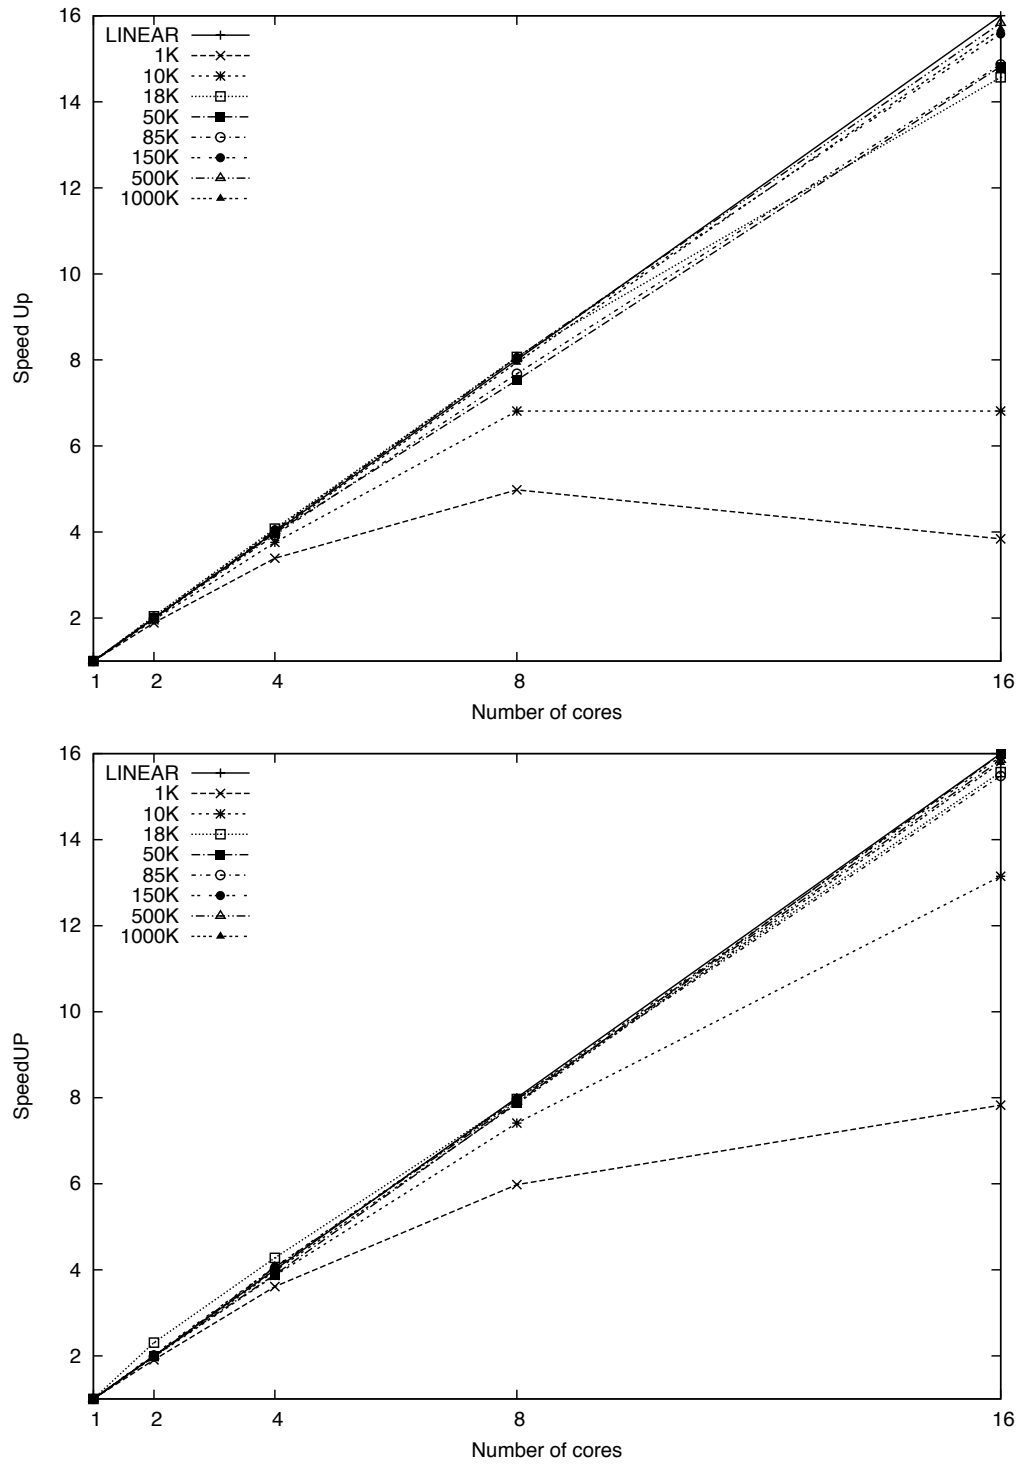 16
14
12
10
8
6
4
2
Speed Up
LINEAR
1K
10K
18K
50K
85K
150K
500K
1000K
1 2 4 8 16
Number of cores
16
14
12
10
8
6
4
2
SpeedUP
LINEAR
1K
10K
18K
50K
85K
150K
500K
1000K
1 2 4 8 16
Number of cores